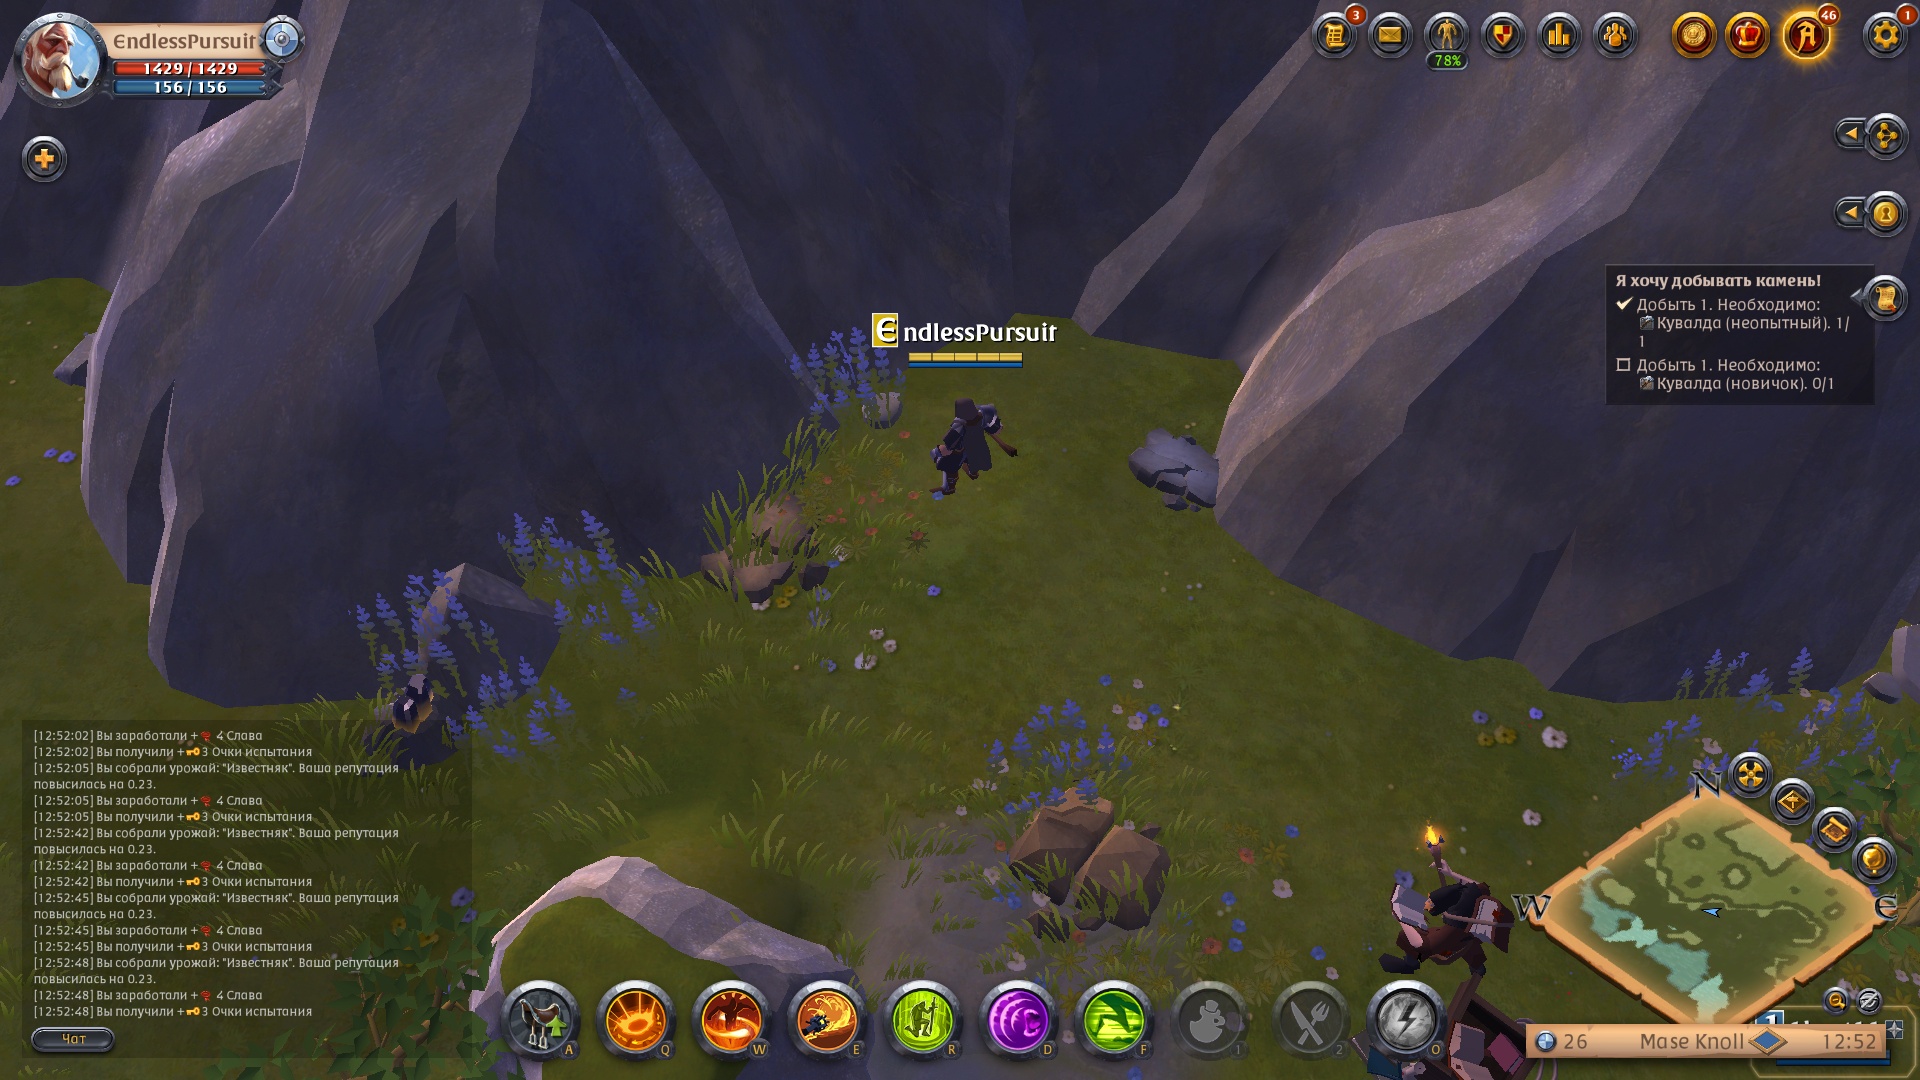 EndlessPursuit
1429 / 1429
156 / 156
3
78%
46
1
Я хочу добывать камень!
Добыть 1. Необходимо:
Кувалда (неопытный). 1/
1
Добыть 1. Необходимо:
Кувалда (новичок). 0/1
EndlessPursuit
[12:52:02] Вы заработали + 4 Слава
[12:52:02] Вы получили + 3 Очки испытания
[12:52:05] Вы собрали урожай: "Известняк". Ваша репутация
повысилась на 0.23.
[12:52:05] Вы заработали + 4 Слава
[12:52:05] Вы получили + 3 Очки испытания
[12:52:42] Вы собрали урожай: "Известняк". Ваша репутация
повысилась на 0.23.
[12:52:42] Вы заработали + 4 Слава
[12:52:42] Вы получили + 3 Очки испытания
[12:52:45] Вы собрали урожай: "Известняк". Ваша репутация
повысилась на 0.23.
[12:52:45] Вы заработали + 4 Слава
[12:52:45] Вы получили + 3 Очки испытания
[12:52:48] Вы собрали урожай: "Известняк". Ваша репутация
повысилась на 0.23.
[12:52:48] Вы заработали + 4 Слава
[12:52:48] Вы получили + 3 Очки испытания
Чат
A Q W E R D F 1 2 O
N
W E
26 Mase Knoll 12:52